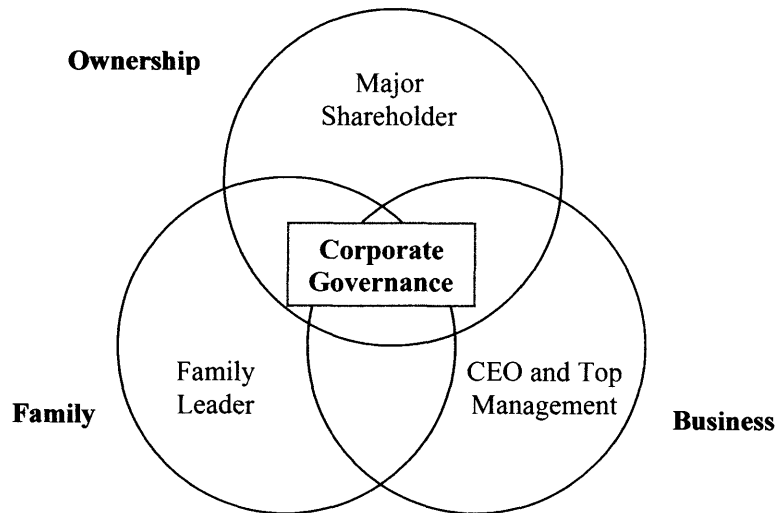 Ownership
Major
Shareholder
Corporate
Governance
Family
Leader
CEO and Top
Management
Family
Business